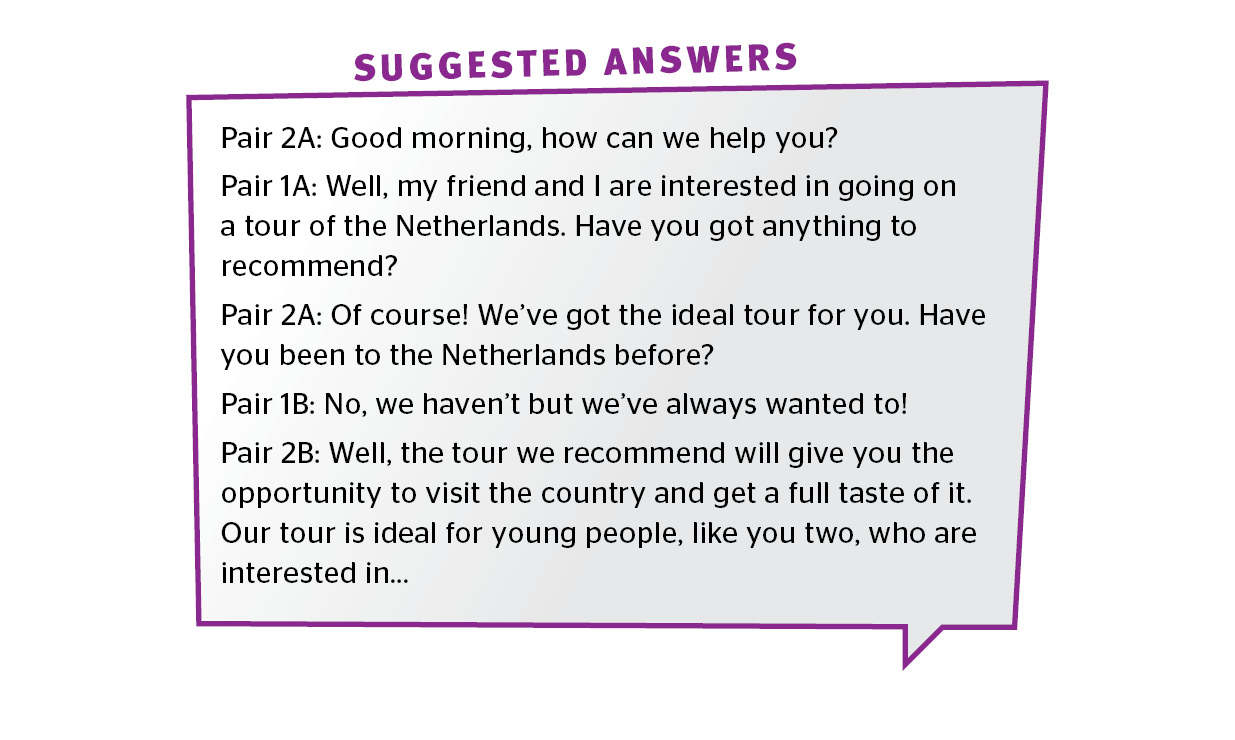 SUGGESTED ANSWERS
Pair 2A: Good morning, how can we help you?
Pair 1A: Well, my friend and I are interested in going on
a tour of the Netherlands. Have you got anything to
recommend?
Pair 2A: Of course! We’ve got the ideal tour for you. Have
you been to the Netherlands before?
Pair 1B: No, we haven’t but we’ve always wanted to!
Pair 2B: Well, the tour we recommend will give you the
opportunity to visit the country and get a full taste of it.
Our tour is ideal for young people, like you two, who are
interested in...